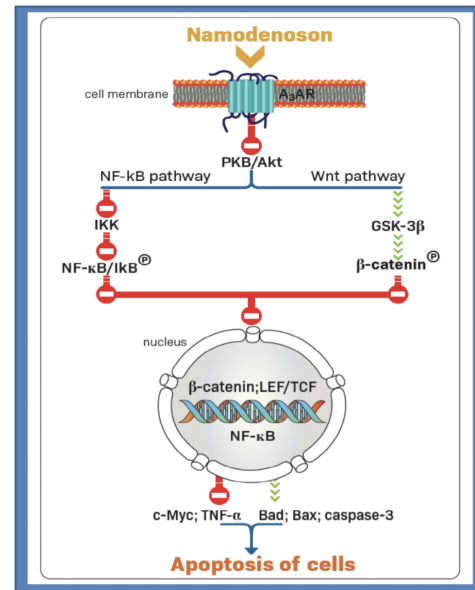 Namodenoson
cell membrane
A₃AR
PKB/Akt
NF-kB pathway
Wnt pathway
IKK
GSK-3β
NF-κB/IkB Ⓟ
β-catenin Ⓟ
nucleus
β-catenin;LEF/TCF
NF-κB
c-Myc; TNF-α Bad; Bax; caspase-3
Apoptosis of cells